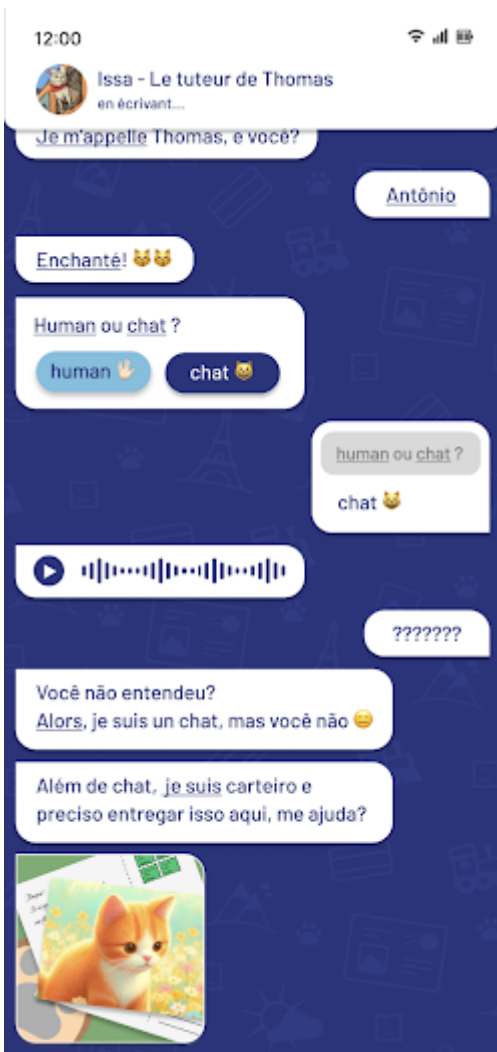 12:00
Issa - Le tuteur de Thomas
en écrivant...
Je m'appelle Thomas, e você?
Antônio
Enchanté! 😸😸
Human ou chat ?
human 🖖🏻
chat 😺
human ou chat ?
chat 😺
???????
Você não entendeu?
Alors, je suis un chat, mas você não 😄
Além de chat, je suis carteiro e
preciso entregar isso aqui, me ajuda?